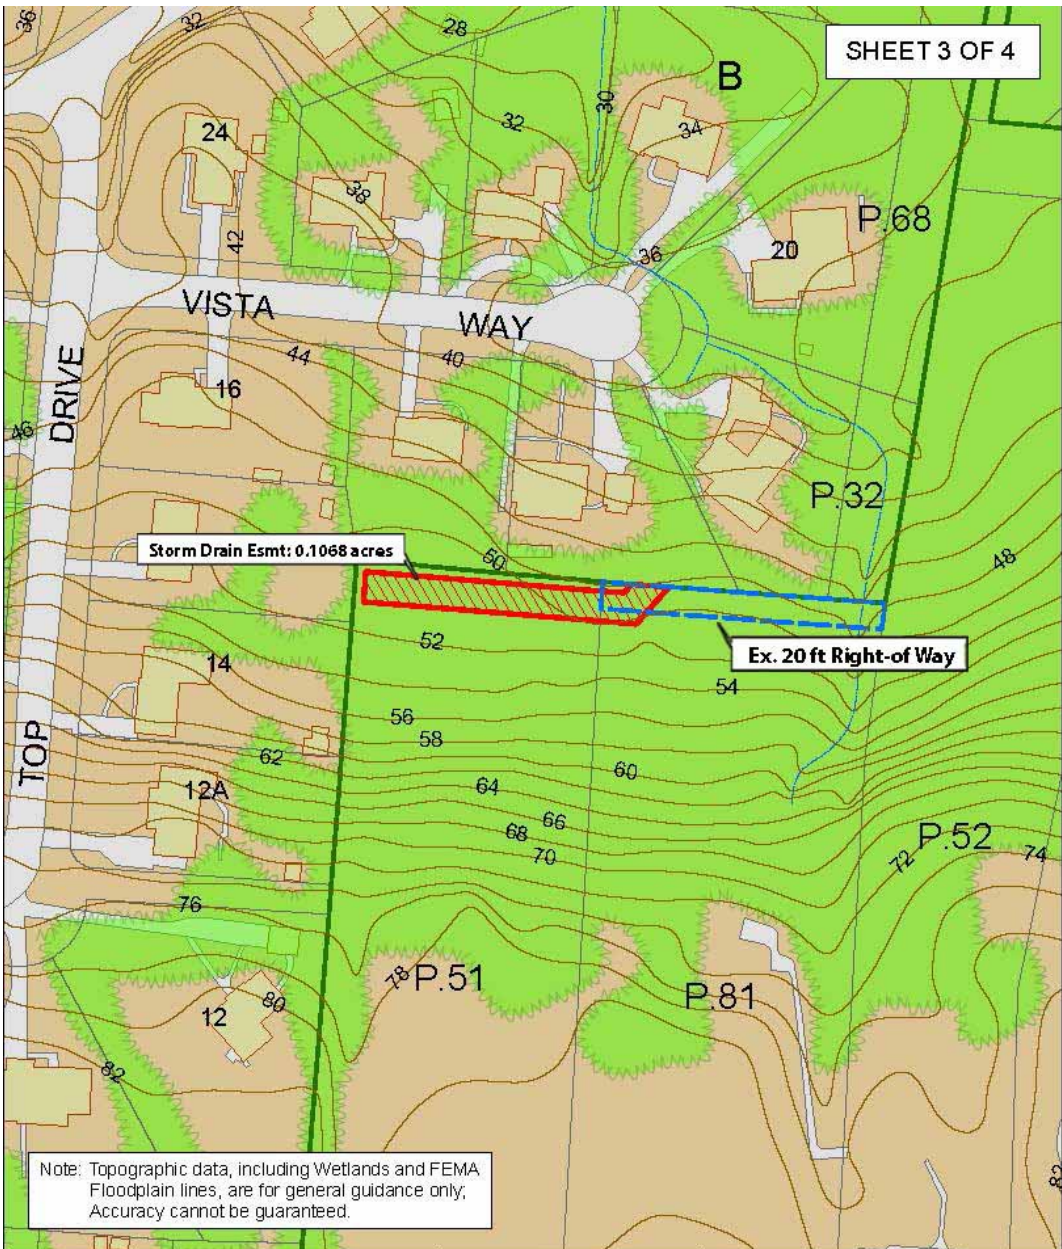 36
32
28
SHEET 3 OF 4
B
30
32
34
24
38
P.68
42
36
20
VISTA
WAY
44
40
DRIVE
16
46
P.32
Storm Drain Esmt: 0.1068 acres
50
48
52
Ex. 20 ft Right-of Way
14
54
56
58
TOP
62
60
64
12A
66
68
70
P.52
72
74
76
78
P.51
P.81
80
12
82
82
Note: Topographic data, including Wetlands and FEMA
Floodplain lines, are for general guidance only;
Accuracy cannot be guaranteed.